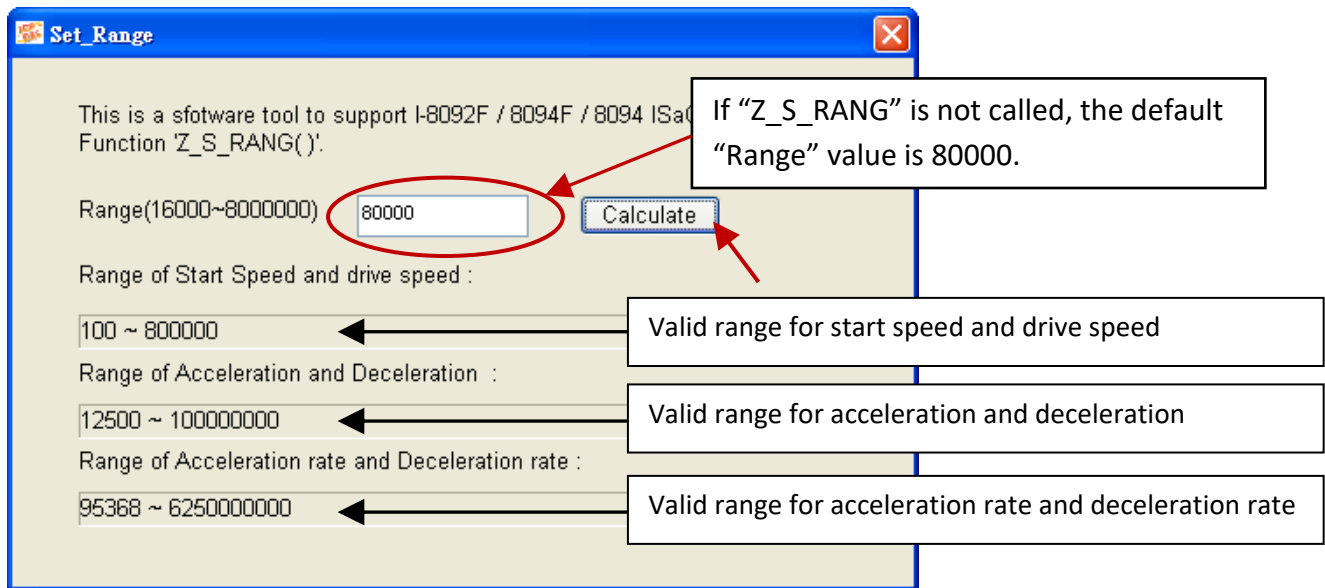 Set_Range
This is a sfotware tool to support I-8092F / 8094F / 8094
Function 'Z_S_RANG( )'.
If “Z_S_RANG” is not called, the default
“Range” value is 80000.
Range(16000~8000000) 80000 Calculate
Range of Start Speed and drive speed :
100 ~ 800000
Valid range for start speed and drive speed
Range of Acceleration and Deceleration :
12500 ~ 100000000
Valid range for acceleration and deceleration
Range of Acceleration rate and Deceleration rate :
95368 ~ 6250000000
Valid range for acceleration rate and deceleration rate